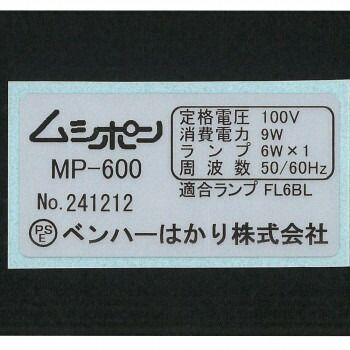 ムシポン
MP-600
No.241212
定格電圧 100V
消費電力 9W
ランプ 6W×1
周波数 50/60Hz
適合ランプ FL6BL
PSE ベンハーはかり株式会社